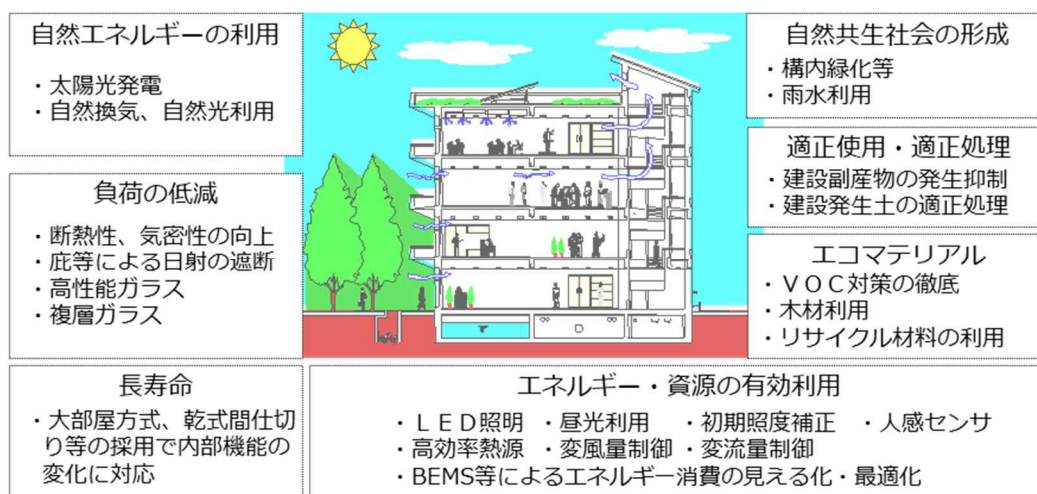 自然エネルギーの利用
・太陽光発電
・自然換気、自然光利用
負荷の低減
・断熱性、気密性の向上
・庇等による日射の遮断
・高性能ガラス
・複層ガラス
長寿命
・大部屋方式、乾式間仕切
り等の採用で内部機能の
変化に対応
自然共生社会の形成
・構内緑化等
・雨水利用
適正使用・適正処理
・建設副産物の発生抑制
・建設発生土の適正処理
エコマテリアル
・ＶＯＣ対策の徹底
・木材利用
・リサイクル材料の利用
エネルギー・資源の有効利用
・ＬＥＤ照明 ・昼光利用 ・初期照度補正 ・人感センサ
・高効率熱源 ・変風量制御 ・変流量制御
・BEMS等によるエネルギー消費の見える化・最適化